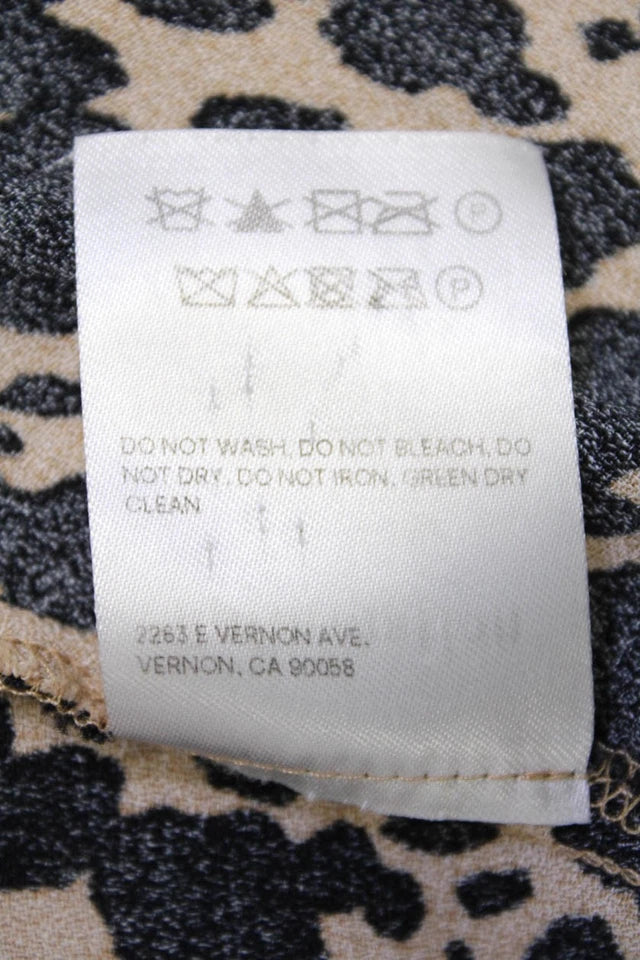 P
P
DO NOT WASH, DO NOT BLEACH, DO
NOT DRY, DO NOT IRON, GREEN DRY
CLEAN
2263 E VERNON AVE.
VERNON, CA 90058